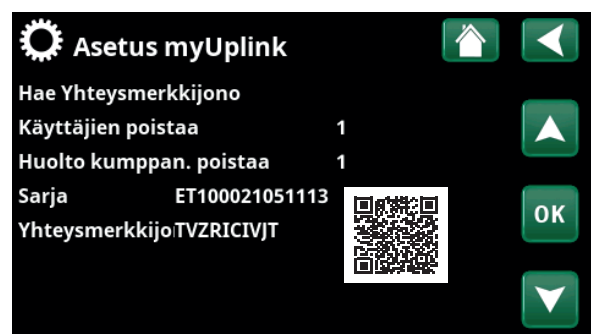 Asetus myUplink
Hae Yhteysmerkkijono
Käyttäjien poistaa 1
Huolto kumppan. poistaa 1
Sarja ET100021051113
Yhteysmerkkijo TVZRICIVJT
OK